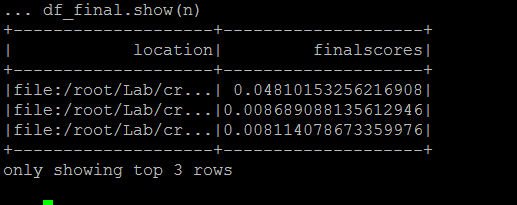 ... df_final.show(n)
+--------------------+--------------------+
|            location|         finalscores|
+--------------------+--------------------+
|file:/root/Lab/cr...| 0.04810153256216908|
|file:/root/Lab/cr...|0.008689088135612946|
|file:/root/Lab/cr...|0.008114078673359976|
+--------------------+--------------------+
only showing top 3 rows